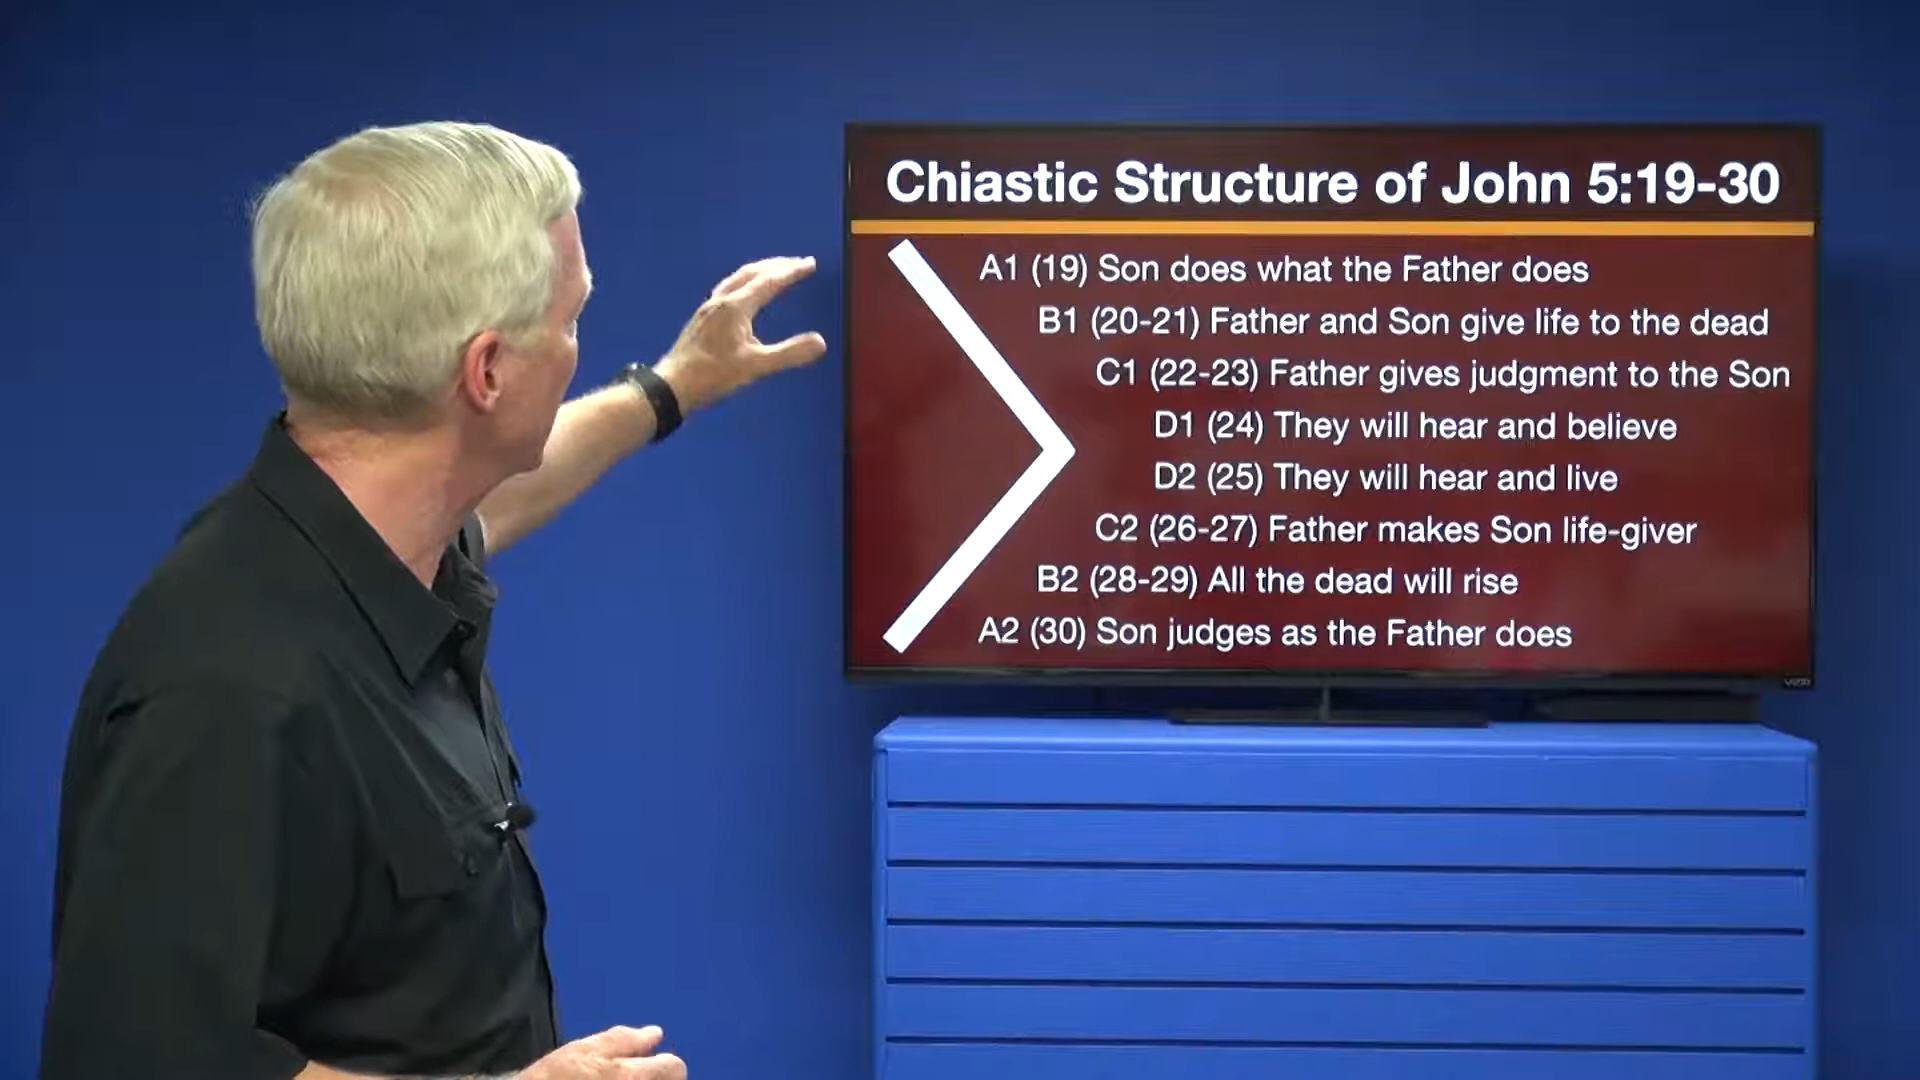 Chiastic Structure of John 5:19-30
A1 (19) Son does what the Father does
B1 (20-21) Father and Son give life to the dead
C1 (22-23) Father gives judgment to the Son
D1 (24) They will hear and believe
D2 (25) They will hear and live
C2 (26-27) Father makes Son life-giver
B2 (28-29) All the dead will rise
A2 (30) Son judges as the Father does
VIZIO